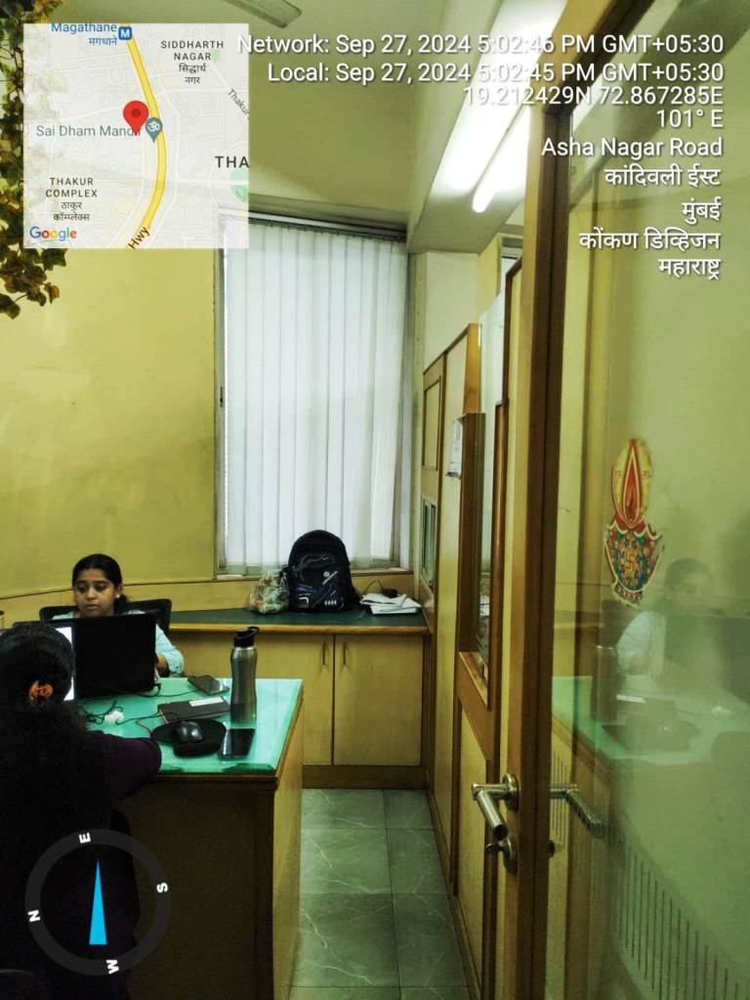 Magathane M
मागथाने
SIDDHARTH
NAGAR
सिद्धार्थ
नगर
Thakur
Sai Dham Mandir
THA
THAKUR
COMPLEX
ठाकुर
कॉम्प्लेक्स
Google
Hwy
Network: Sep 27, 2024 5:02:46 PM GMT+05:30
Local: Sep 27, 2024 5:02:45 PM GMT+05:30
19.212429N 72.867285E
101° E
Asha Nagar Road
कांदिवली ईस्ट
मुंबई
कोंकण डिव्हिजन
महाराष्ट्र
E
S
N
W